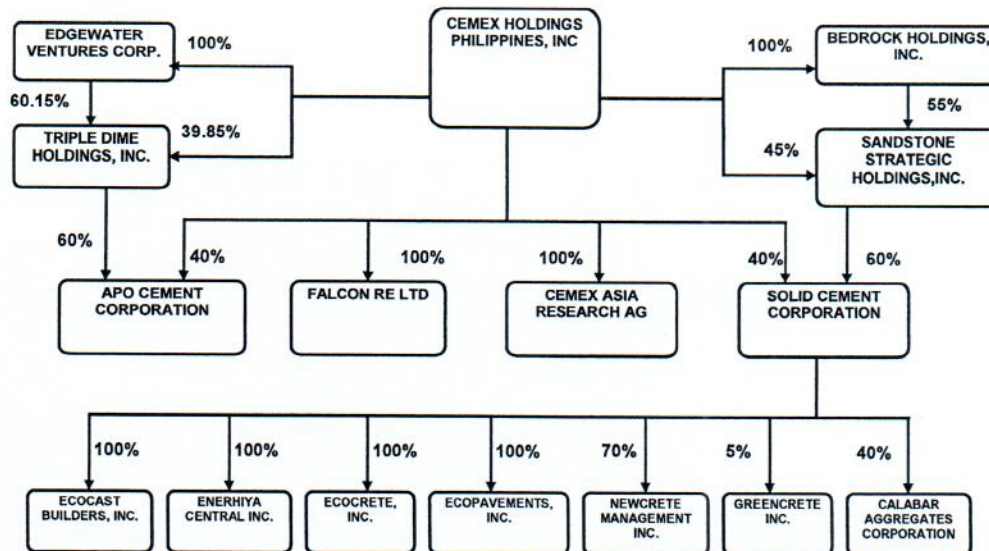 EDGEWATER
VENTURES CORP.
100%
CEMEX HOLDINGS
PHILIPPINES, INC
100%
BEDROCK HOLDINGS,
INC.
60.15%
55%
TRIPLE DIME
HOLDINGS, INC.
39.85%
45%
SANDSTONE
STRATEGIC
HOLDINGS,INC.
60%
40%
100%
100%
40%
60%
APO CEMENT
CORPORATION
FALCON RE LTD
CEMEX ASIA
RESEARCH AG
SOLID CEMENT
CORPORATION
100%
100%
100%
100%
70%
5%
40%
ECOCAST
BUILDERS, INC.
ENERHIYA
CENTRAL INC.
ECOCRETE,
INC.
ECOPAVEMENTS,
INC.
NEWCRETE
MANAGEMENT
INC.
GREENCRETE
INC.
CALABAR
AGGREGATES
CORPORATION